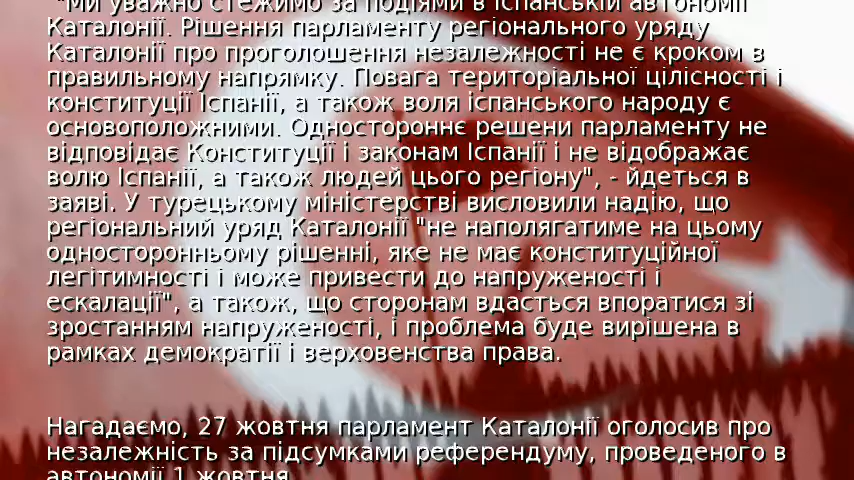 "Ми уважно стежимо за подіями в іспанській автономії
Каталонії. Рішення парламенту регіонального уряду
Каталонії про проголошення незалежності не є кроком в
правильному напрямку. Повага територіальної цілісності і
конституції Іспанії, а також воля іспанського народу є
основоположними. Одностороннє решени парламенту не
відповідає Конституції і законам Іспанії і не відображає
волю Іспанії, а також людей цього регіону", - йдеться в
заяві. У турецькому міністерстві висловили надію, що
регіональний уряд Каталонії "не наполягатиме на цьому
односторонньому рішенні, яке не має конституційної
легітимності і може привести до напруженості і
ескалації", а також, що сторонам вдасться впоратися зі
зростанням напруженості, і проблема буде вирішена в
рамках демократії і верховенства права.
Нагадаємо, 27 жовтня парламент Каталонії оголосив про
незалежність за підсумками референдуму, проведеного в
автономії 1 жовтня.